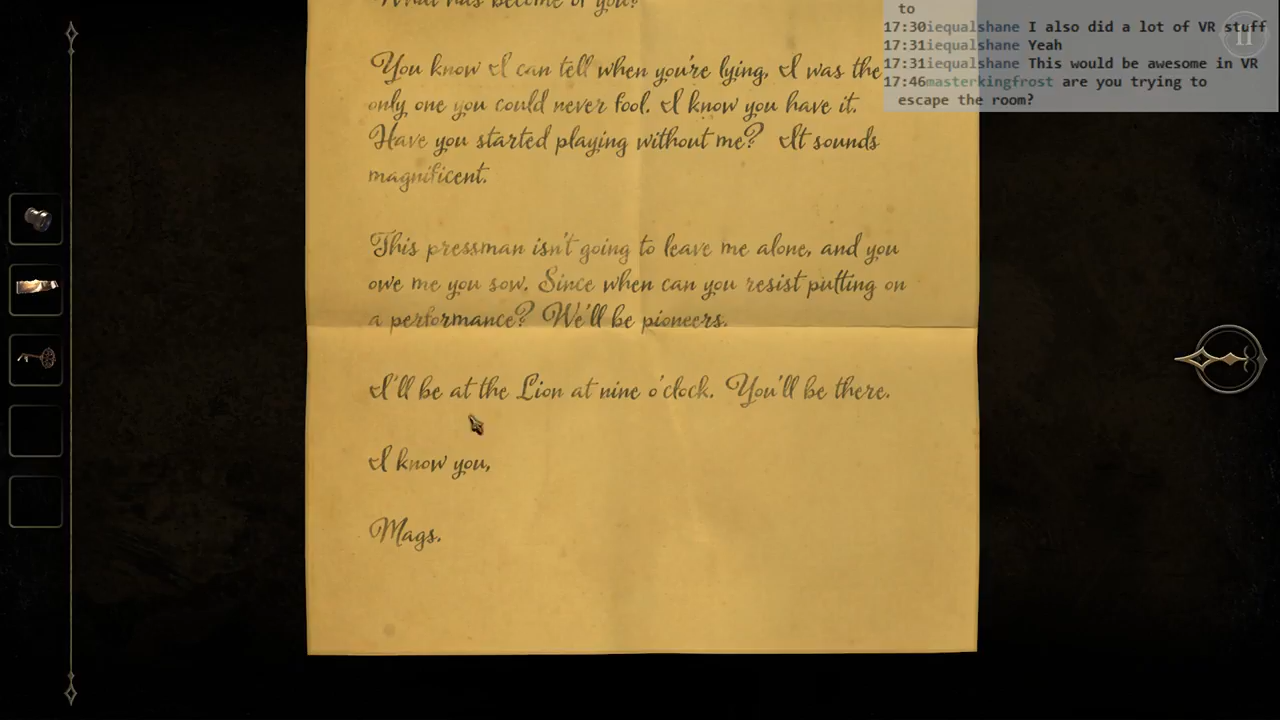 What has become of you?
You know I can tell when you're lying, I was the
only one you could never fool. I know you have it.
Have you started playing without me? It sounds
magnificent.
This pressman isn't going to leave me alone, and you
owe me you sow. Since when can you resist putting on
a performance? We'll be pioneers.
I'll be at the Lion at nine o'clock. You'll be there.
I know you,
Mags.
to
17:30iequalshane I also did a lot of VR stuff
17:31iequalshane Yeah
17:31iequalshane This would be awesome in VR
17:46masterkingfrost are you trying to
escape the room?